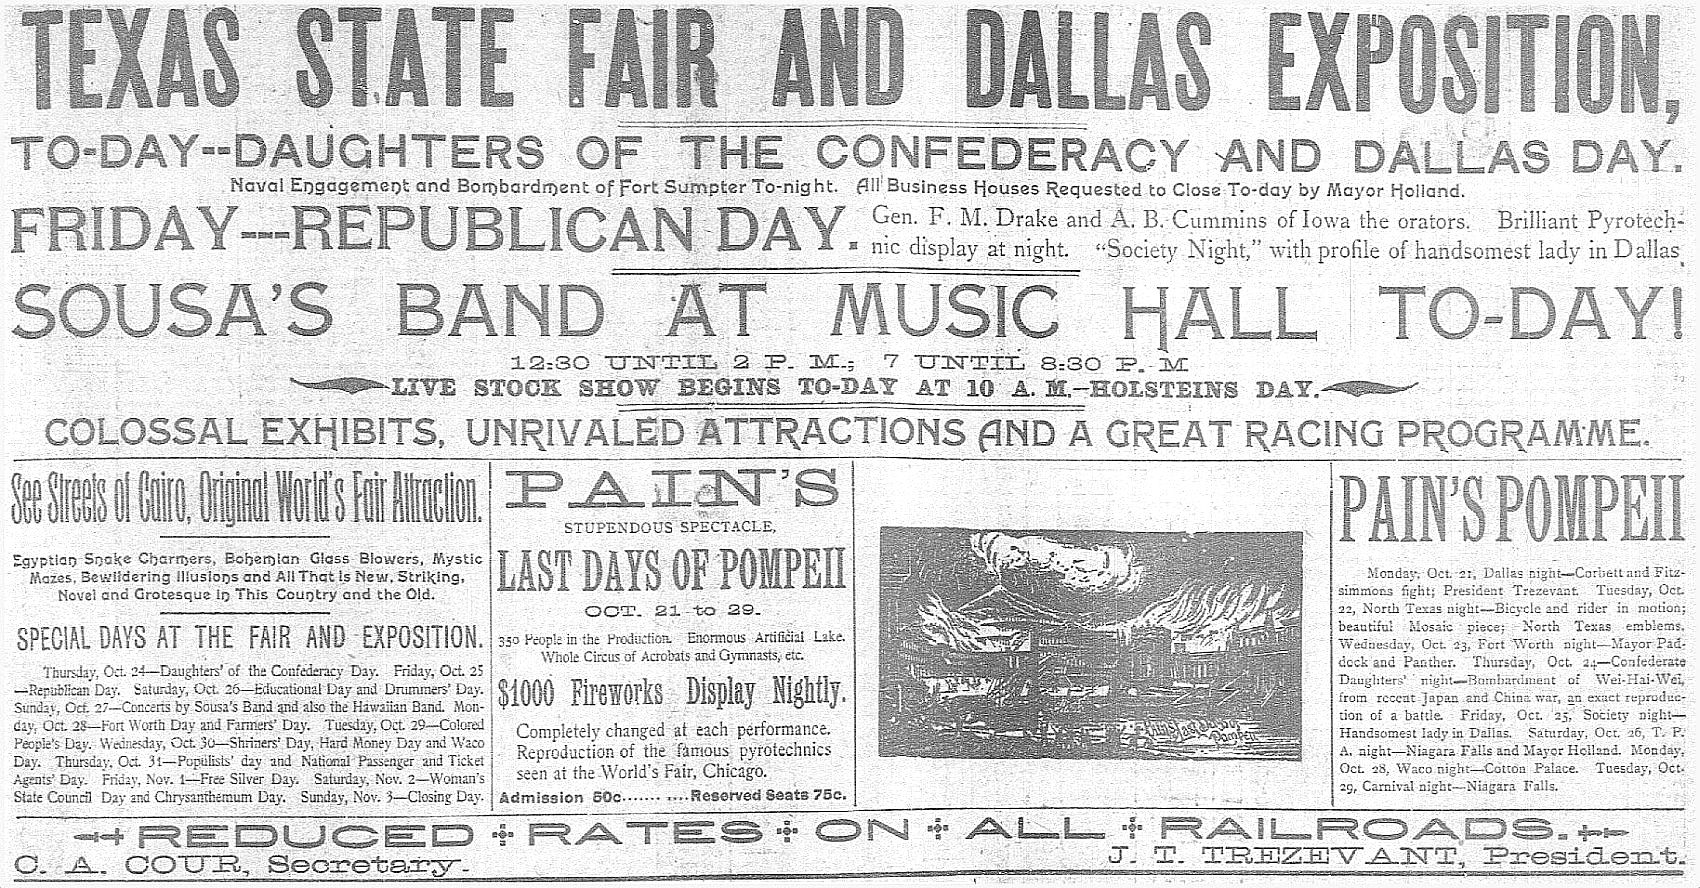 TEXAS STATE FAIR AND DALLAS EXPOSITION,
TO-DAY--DAUGHTERS OF THE CONFEDERACY AND DALLAS DAY.
Naval Engagement and Bombardment of Fort Sumpter To-night. All Business Houses Requested to Close To-day by Mayor Holland.
FRIDAY---REPUBLICAN DAY.
Gen. F. M. Drake and A. B. Cummins of Iowa the orators. Brilliant Pyrotech-
nic display at night. "Society Night," with profile of handsomest lady in Dallas.
SOUSA'S BAND AT MUSIC HALL TO-DAY!
12:30 UNTIL 2 P. M.; 7 UNTIL 8:30 P. M
LIVE STOCK SHOW BEGINS TO-DAY AT 10 A. M.—HOLSTEINS DAY.
COLOSSAL EXHIBITS, UNRIVALED ATTRACTIONS AND A GREAT RACING PROGRAMME.
See Streets of Cairo, Original World's Fair Attraction.
Egyptian Snake Charmers, Bohemian Glass Blowers, Mystic
Mazes, Bewildering Illusions and All That is New, Striking,
Novel and Grotesque in This Country and the Old.
SPECIAL DAYS AT THE FAIR AND EXPOSITION.
Thursday, Oct. 24—Daughters' of the Confederacy Day. Friday, Oct. 25
—Republican Day. Saturday, Oct. 26—Educational Day and Drummers' Day.
Sunday, Oct. 27—Concerts by Sousa's Band and also the Hawaiian Band. Mon-
day, Oct. 28—Fort Worth Day and Farmers' Day. Tuesday, Oct. 29—Colored
People's Day. Wednesday, Oct. 30—Shriners' Day, Hard Money Day and Waco
Day. Thursday, Oct. 31—Populists' day and National Passenger and Ticket
Agents' Day. Friday, Nov. 1—Free Silver Day. Saturday, Nov. 2—Woman's
State Council Day and Chrysanthemum Day. Sunday, Nov. 3—Closing Day.
PAIN'S
STUPENDOUS SPECTACLE,
LAST DAYS OF POMPEII
OCT. 21 to 29.
350 People in the Production. Enormous Artificial Lake.
Whole Circus of Acrobats and Gymnasts, etc.
$1000 Fireworks Display Nightly.
Completely changed at each performance.
Reproduction of the famous pyrotechnics
seen at the World's Fair, Chicago.
Admission 50c...........Reserved Seats 75c.
Pain's Last Days of
Pompeii
PAIN'S POMPEII
Monday, Oct. 21, Dallas night—Corbett and Fitz-
simmons fight; President Trezevant. Tuesday, Oct.
22, North Texas night—Bicycle and rider in motion;
beautiful Mosaic piece; North Texas emblems.
Wednesday, Oct. 23, Fort Worth night—Mayor Pad-
dock and Panther. Thursday, Oct. 24—Confederate
Daughters' night—Bombardment of Wei-Hai-Wei,
from recent Japan and China war, an exact reproduc-
tion of a battle. Friday, Oct. 25, Society night—
Handsomest lady in Dallas. Saturday, Oct. 26, T. P.
A. night—Niagara Falls and Mayor Holland. Monday,
Oct. 28, Waco night—Cotton Palace. Tuesday, Oct.
29, Carnival night—Niagara Falls.
REDUCED RATES ON ALL RAILROADS.
C. A. COUR, Secretary.
J. T. TREZEVANT, President.